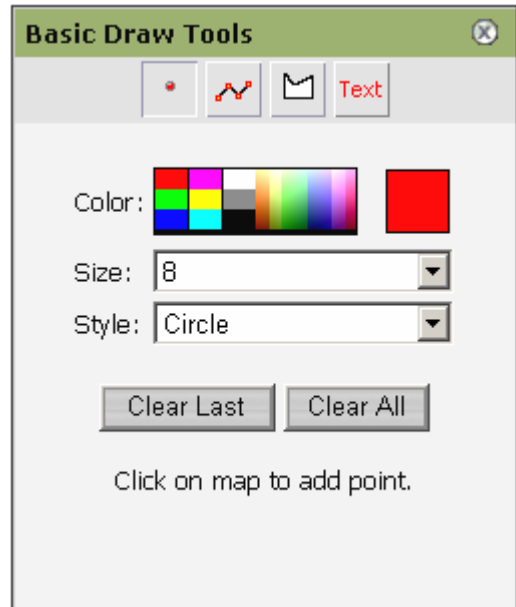 Basic Draw Tools
Text
Color:
Size: 8
Style: Circle
Clear Last Clear All
Click on map to add point.